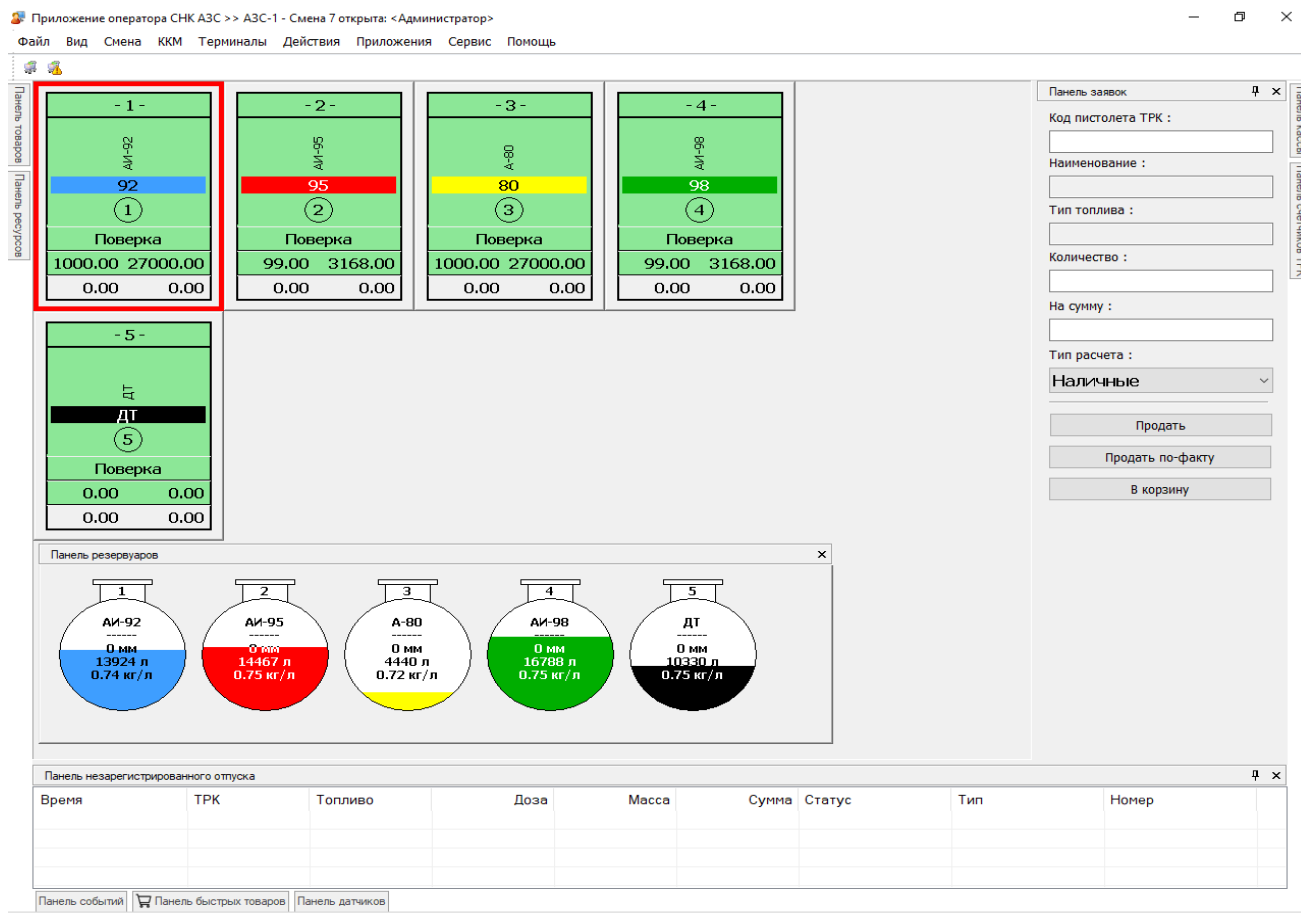 Приложение оператора СНК АЗС >> АЗС-1 - Смена 7 открыта: <Администратор>
Файл Вид Смена ККМ Терминалы Действия Приложения Сервис Помощь
Панель товаров
Панель ресурсов
- 1 -
АИ-92
92
1
Поверка
1000.00 27000.00
0.00 0.00
- 2 -
АИ-95
95
2
Поверка
99.00 3168.00
0.00 0.00
- 3 -
А-80
80
3
Поверка
1000.00 27000.00
0.00 0.00
- 4 -
АИ-98
98
4
Поверка
99.00 3168.00
0.00 0.00
- 5 -
ДТ
ДТ
5
Поверка
0.00 0.00
0.00 0.00
Панель заявок
Код пистолета ТРК :
Наименование :
Тип топлива :
Количество :
На сумму :
Тип расчета :
Наличные
Продать
Продать по-факту
В корзину
Панель кассы
Панель счетчиков ТРК
Панель резервуаров
1
АИ-92
------
0 мм
13924 л
0.74 кг/л
2
АИ-95
------
0 мм
14467 л
0.75 кг/л
3
А-80
------
0 мм
4440 л
0.72 кг/л
4
АИ-98
------
0 мм
16788 л
0.75 кг/л
5
ДТ
------
0 мм
10330 л
0.75 кг/л
Панель незарегистрированного отпуска
Время ТРК Топливо Доза Масса Сумма Статус Тип Номер
Панель событий Панель быстрых товаров Панель датчиков